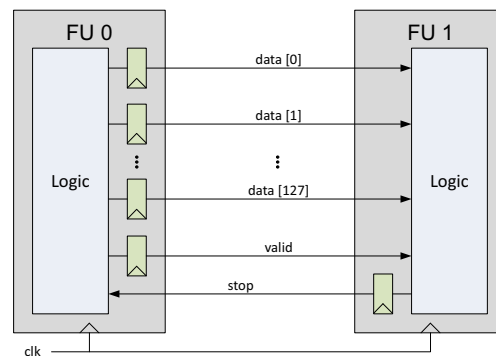 FU 0
FU 1
data [0]
data [1]
Logic
Logic
data [127]
valid
stop
clk